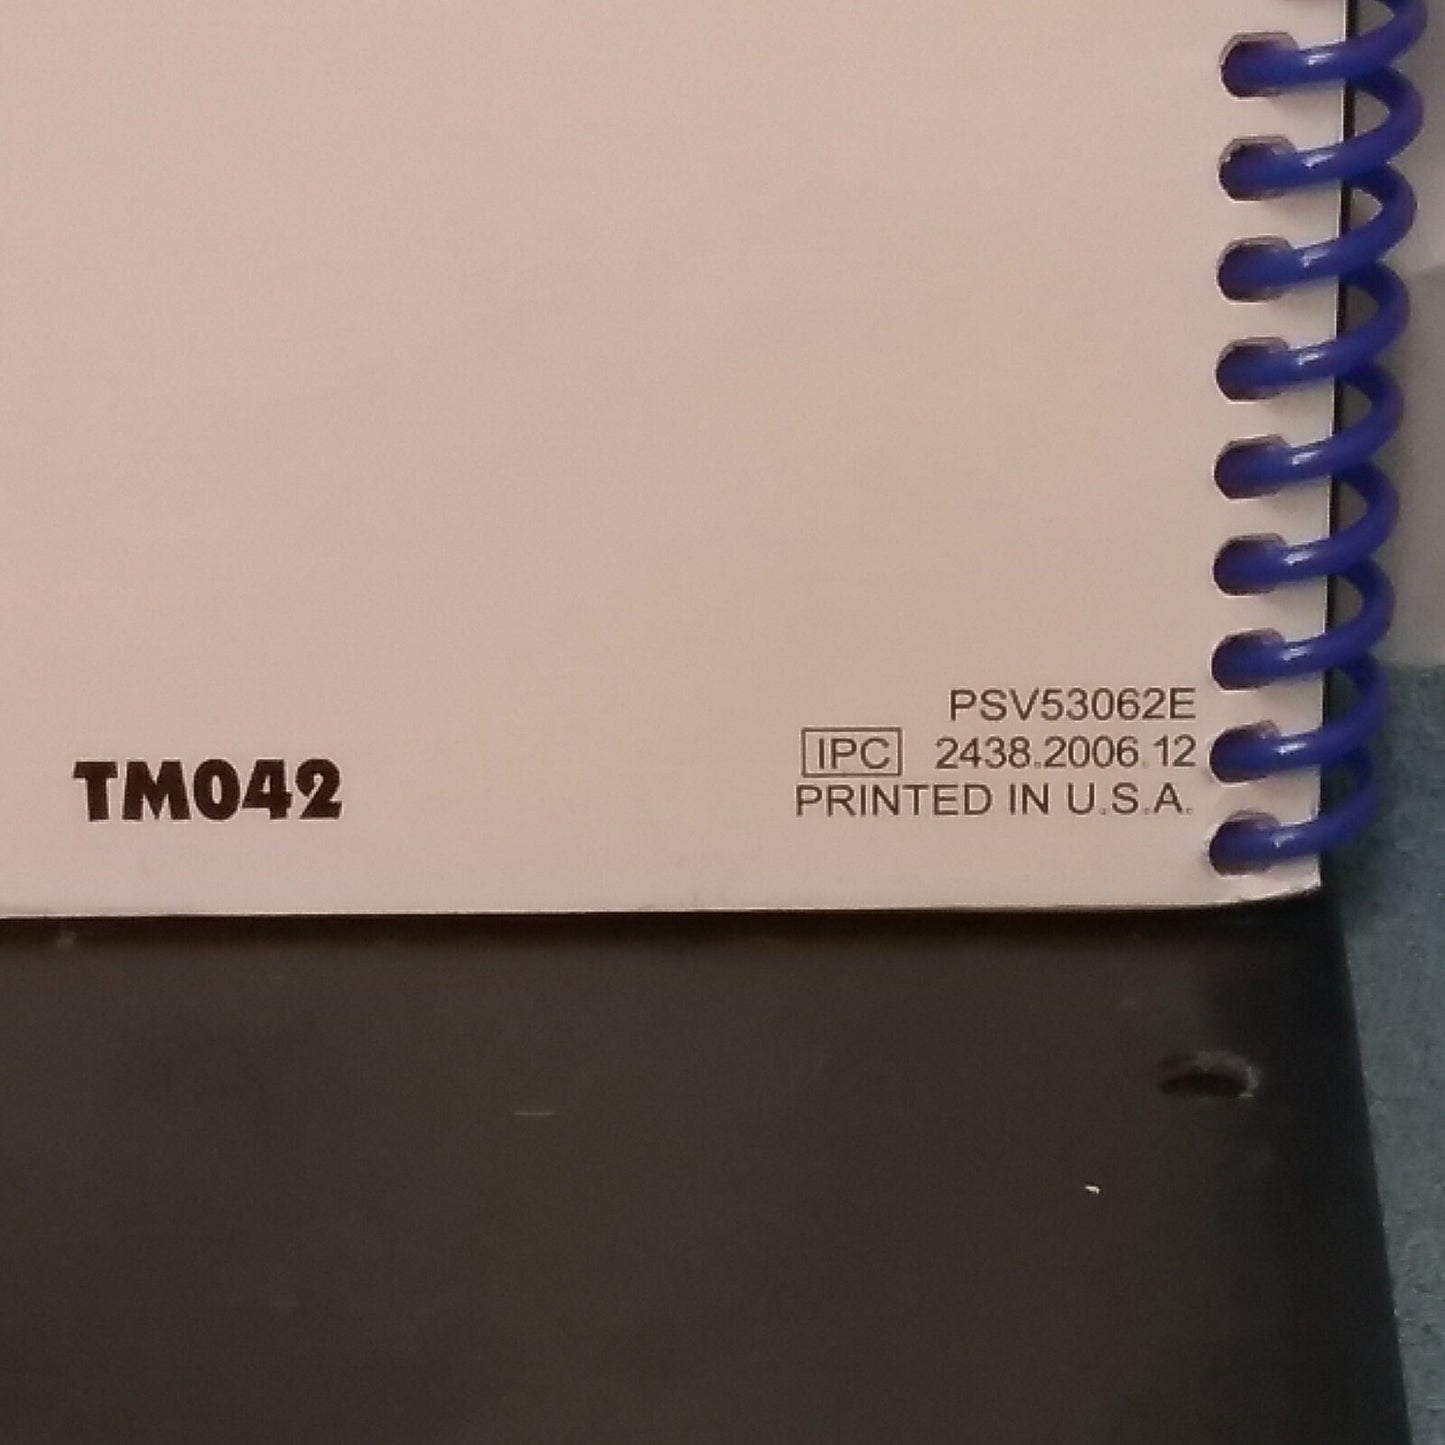 PSV53062E
IPC 2438.2006.12
TM042
PRINTED IN U.S.A.